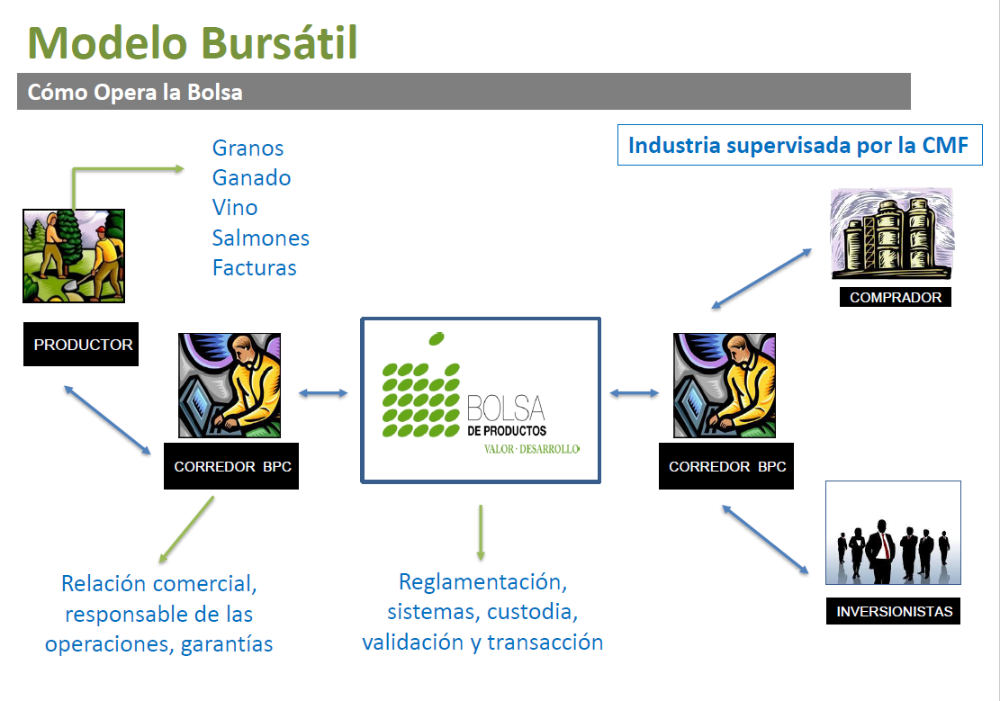 Modelo Bursátil
Cómo Opera la Bolsa
Granos
Ganado
Vino
Salmones
Facturas
Industria supervisada por la CMF
COMPRADOR
PRODUCTOR
CORREDOR BPC
BOLSA
DE PRODUCTOS
VALOR · DESARROLLO
CORREDOR BPC
INVERSIONISTAS
Relación comercial,
responsable de las
operaciones, garantías
Reglamentación,
sistemas, custodia,
validación y transacción